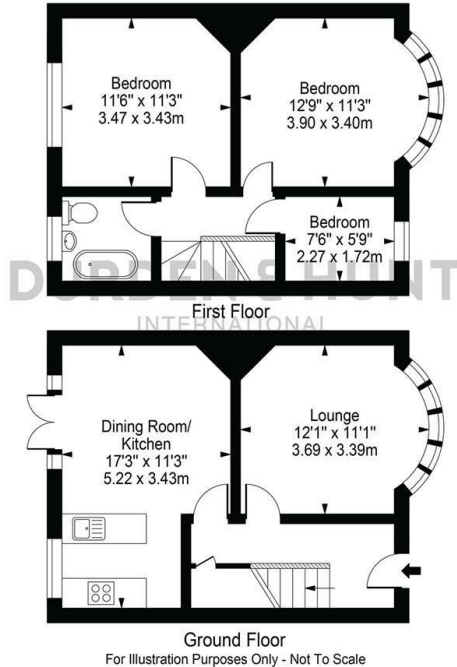 Bedroom
11'6" x 11'3"
3.47 x 3.43m
Bedroom
12'9" x 11'3"
3.90 x 3.40m
Bedroom
7'6" x 5'9"
2.27 x 1.72m
DURDEN & HUNT
INTERNATIONAL
First Floor
Dining Room/
Kitchen
17'3" x 11'3"
5.22 x 3.43m
Lounge
12'1" x 11'1"
3.69 x 3.39m
Ground Floor
For Illustration Purposes Only - Not To Scale